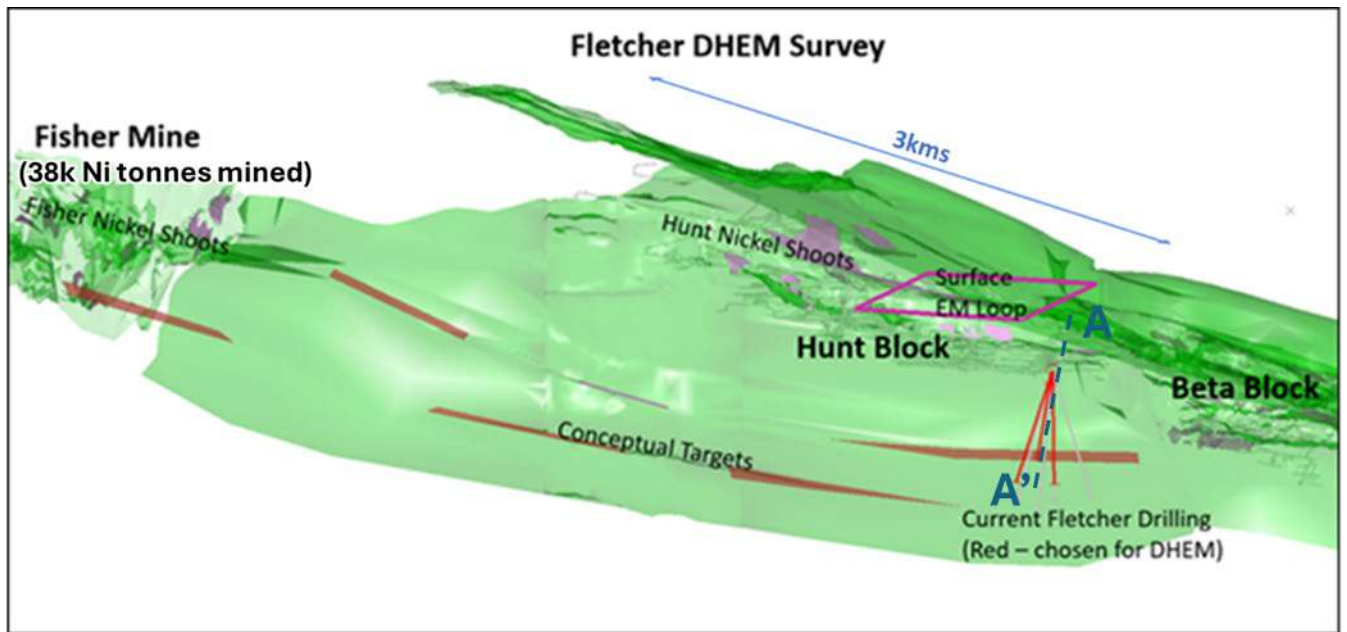 Fletcher DHEM Survey
3kms
Fisher Mine
(38k Ni tonnes mined)
Fisher Nickel Shoots
Hunt Nickel Shoots
Surface
EM Loop
A
Hunt Block
Beta Block
Conceptual Targets
A’
Current Fletcher Drilling
(Red – chosen for DHEM)